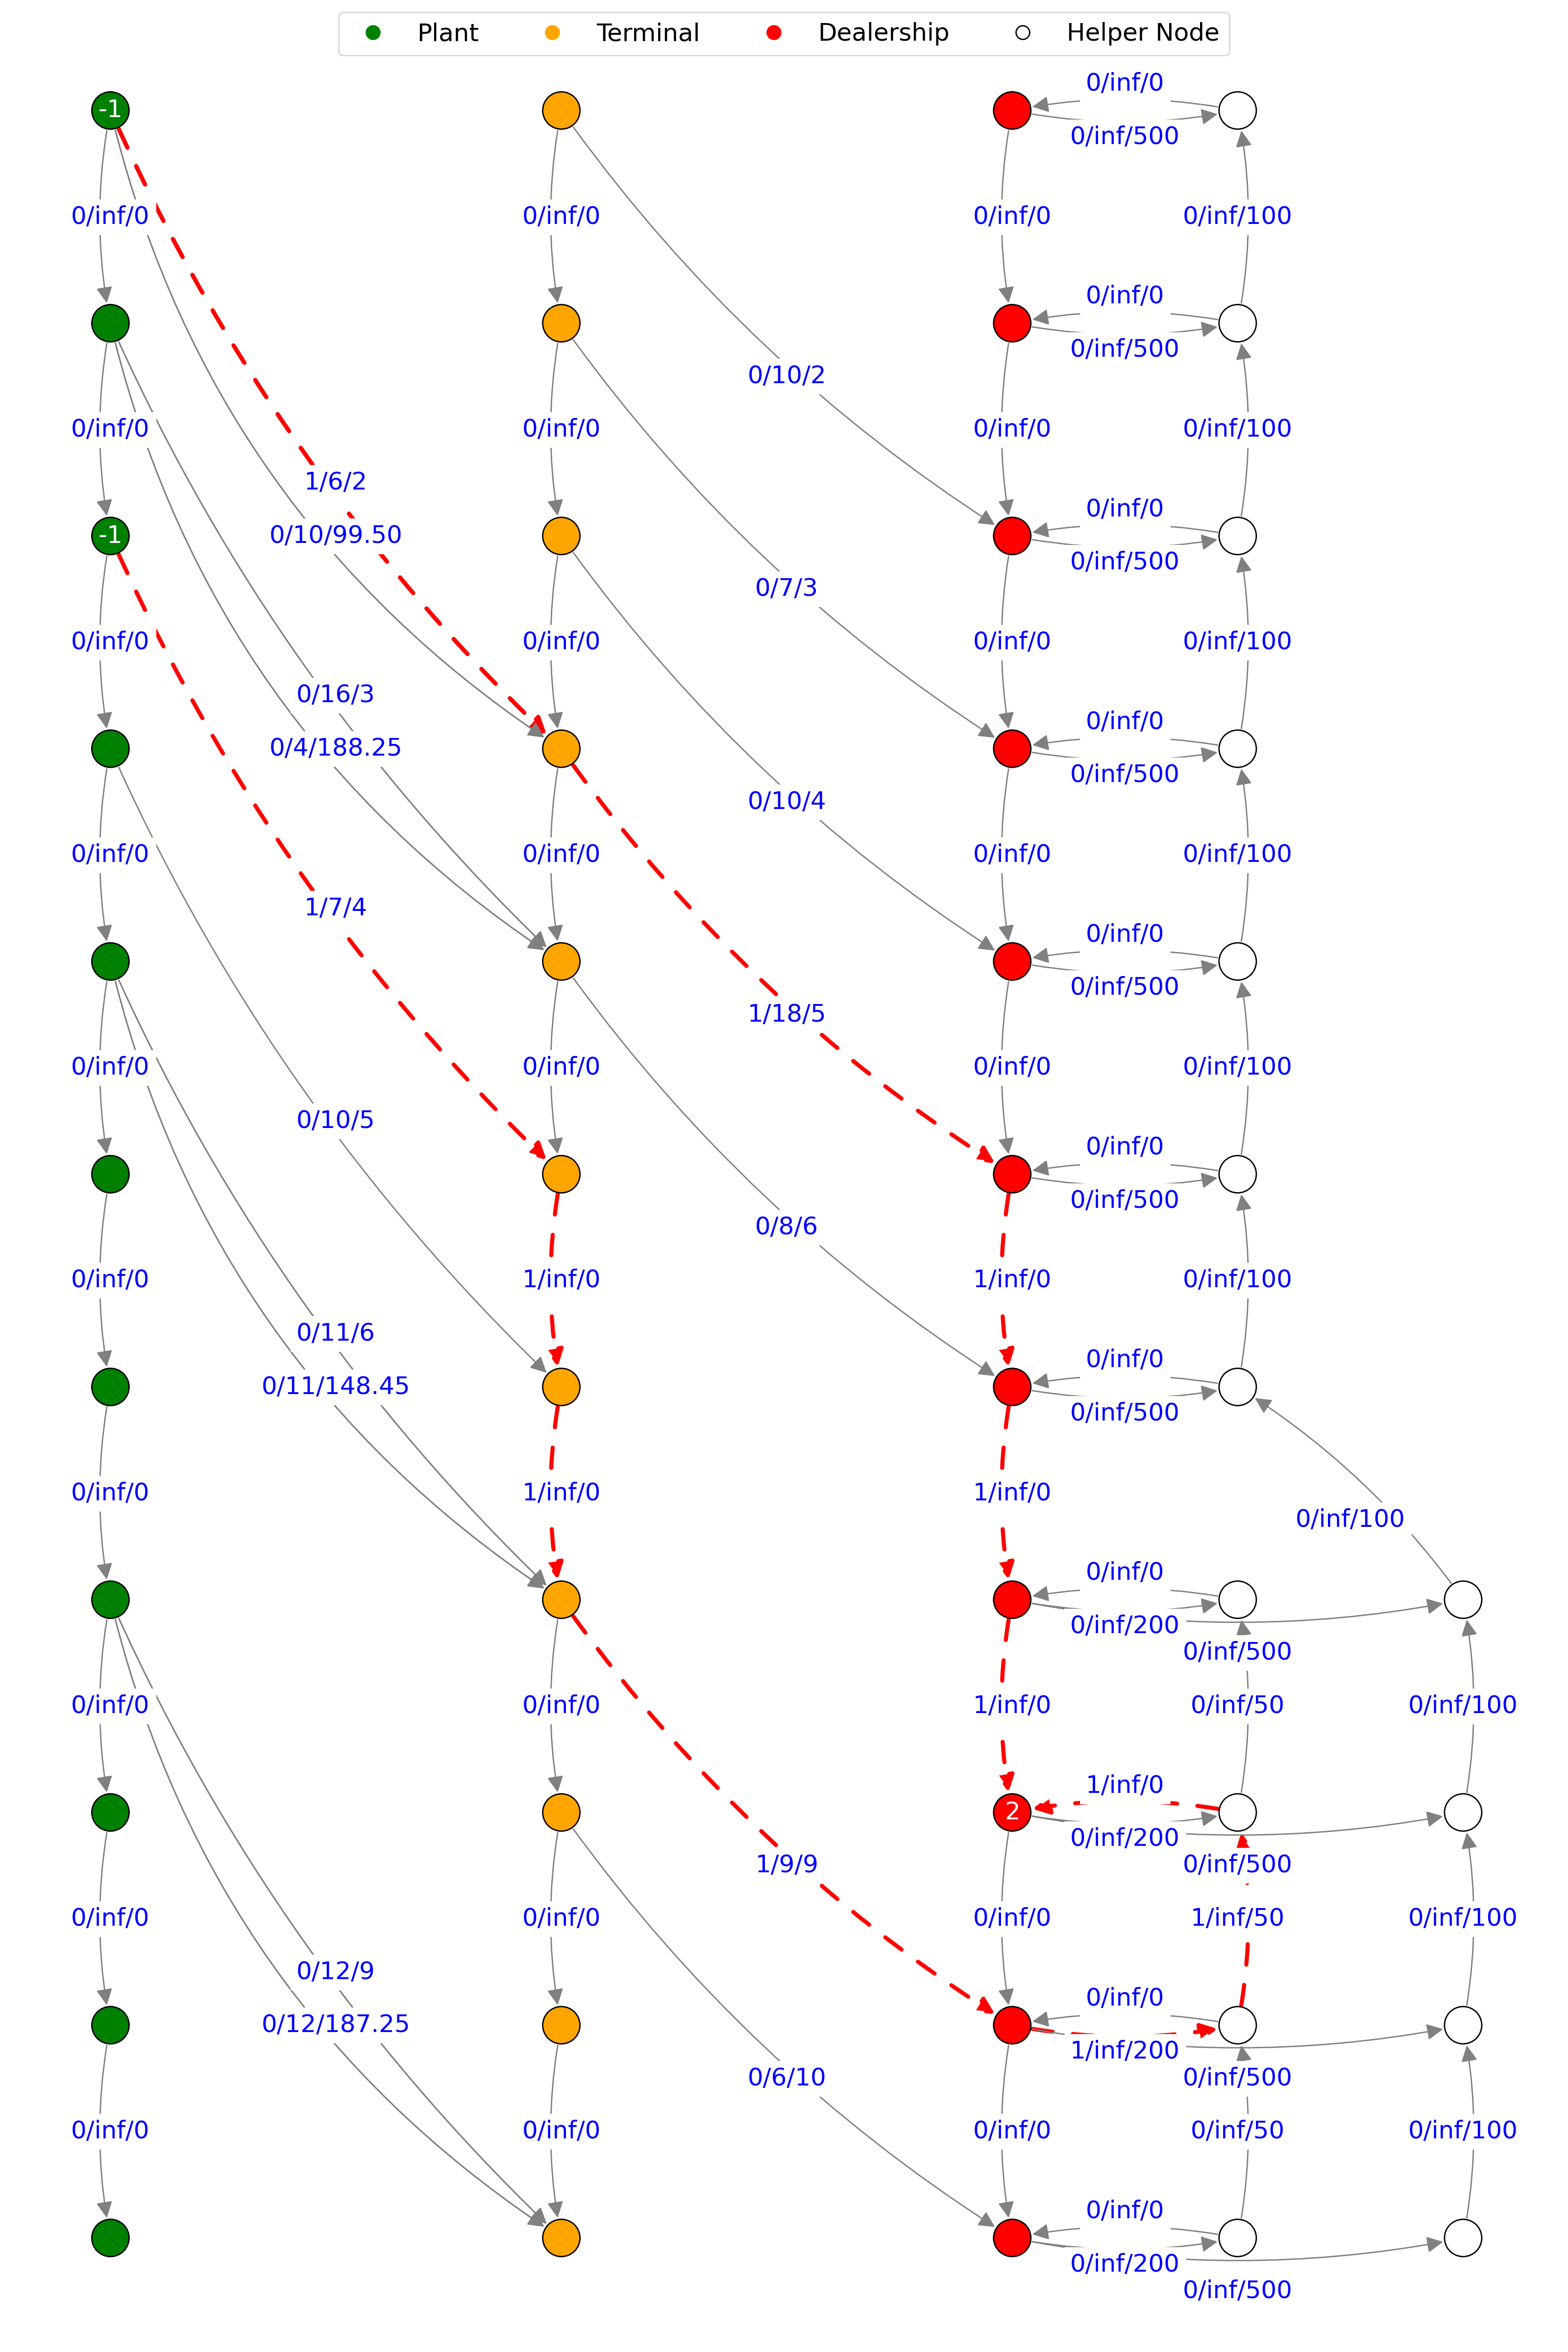 Plant Terminal Dealership Helper Node
0/inf/0
-1
0/inf/500
0/inf/0 0/inf/0 0/inf/0 0/inf/100
0/inf/0
0/inf/500
0/10/2
0/inf/0 0/inf/0 0/inf/0 0/inf/100
1/6/2
0/inf/0
-1 0/10/99.50
0/inf/500
0/7/3
0/inf/0 0/inf/0 0/inf/0 0/inf/100
0/16/3
0/inf/0
0/4/188.25
0/inf/500
0/10/4
0/inf/0 0/inf/0 0/inf/0 0/inf/100
1/7/4
0/inf/0
0/inf/500
1/18/5
0/inf/0 0/inf/0 0/inf/0 0/inf/100
0/10/5
0/inf/0
0/inf/500
0/8/6
0/inf/0 1/inf/0 1/inf/0 0/inf/100
0/11/6
0/inf/0
0/11/148.45
0/inf/500
0/inf/0 1/inf/0 1/inf/0
0/inf/100
0/inf/0
0/inf/200
0/inf/500
0/inf/0 0/inf/0 1/inf/0 0/inf/50 0/inf/100
1/inf/0
2
0/inf/200
1/9/9 0/inf/500
0/inf/0 0/inf/0 0/inf/0 1/inf/50 0/inf/100
0/12/9
0/inf/0
0/12/187.25
1/inf/200
0/6/10 0/inf/500
0/inf/0 0/inf/0 0/inf/0 0/inf/50 0/inf/100
0/inf/0
0/inf/200
0/inf/500